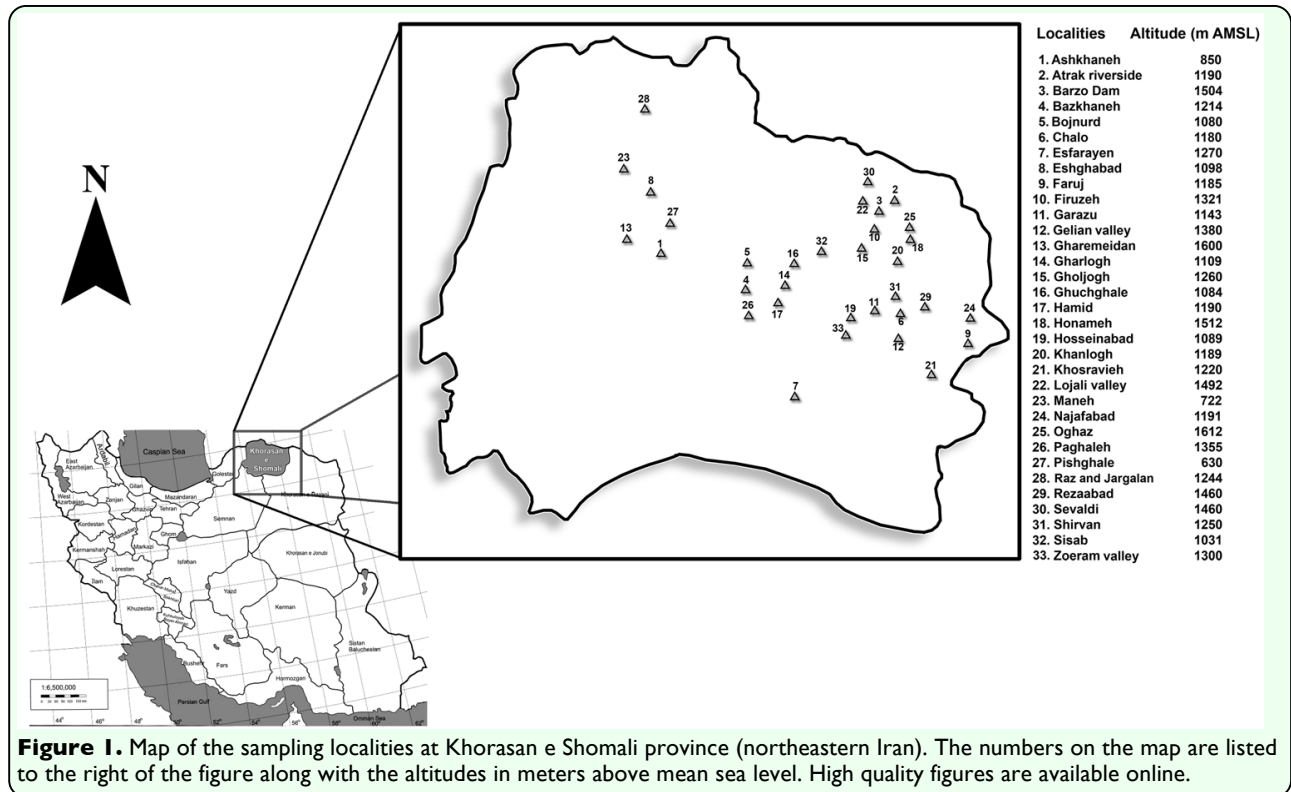 Localities Altitude (m AMSL)
1. Ashkhaneh 850
2. Atrak riverside 1190
3. Barzo Dam 1504
4. Bazkhaneh 1214
5. Bojnurd 1080
6. Chalo 1180
7. Esfarayen 1270
8. Eshghabad 1098
9. Faruj 1185
10. Firuzeh 1321
11. Garazu 1143
12. Gelian valley 1380
13. Gharemeidan 1600
14. Gharlogh 1109
15. Gholjogh 1260
16. Ghuchghale 1084
17. Hamid 1190
18. Honameh 1512
19. Hosseinabad 1089
20. Khanlogh 1189
21. Khosravieh 1220
22. Lojali valley 1492
23. Maneh 722
24. Najafabad 1191
25. Oghaz 1612
26. Paghaleh 1355
27. Pishghale 630
28. Raz and Jargalan 1244
29. Rezaabad 1460
30. Sevaldi 1460
31. Shirvan 1250
32. Sisab 1031
33. Zoeram valley 1300
N
28
23
8
27
13
1
30
2
22
3
25
10
18
15
20
32
16
5
14
4
17
26
31
29
11
19
6
24
33
12
9
21
7
Caspian Sea
Khorasan
e
Shomali
East
Azarbaijan
Ardabil
West
Azarbaijan
Gilan
Zanjan
Mazandaran
Ghazvin
Tehran
Semnan
Kordestan
Hamadan
Ghom
Markazi
Kermanshah
Lorestan
Isfahan
Khorasan e Jonubi
Ilam
Yazd
Khuzestan
Kerman
Sistan
Baluchestan
Bushehr
Fars
Hormozgan
Persian Gulf
Omman Sea
1:6,500,000
44° 46° 48° 50° 52° 54° 56° 58° 60° 62°
Figure 1. Map of the sampling localities at Khorasan e Shomali province (northeastern Iran). The numbers on the map are listed
to the right of the figure along with the altitudes in meters above mean sea level. High quality figures are available online.